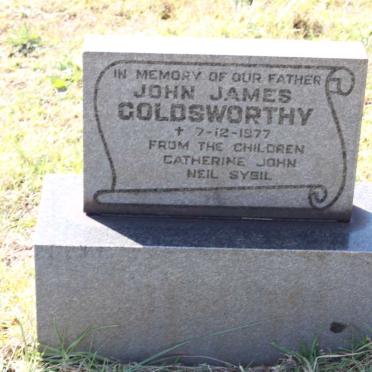 IN MEMORY OF OUR FATHER
JOHN JAMES
GOLDSWORTHY
✝ 7-12-1977
FROM THE CHILDREN
CATHERINE JOHN
NEIL SYBIL